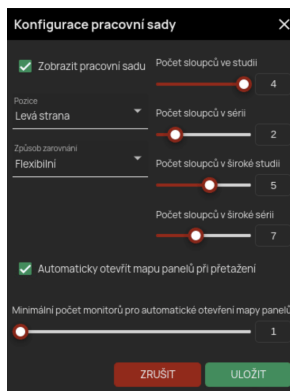 Konfigurace pracovní sady
Zobrazit pracovní sadu
Počet sloupců ve studii
4
Pozice
Levá strana
Počet sloupců v sérii
2
Způsob zarovnání
Flexibilní
Počet sloupců v široké studii
5
Počet sloupců v široké sérii
7
Automaticky otevřít mapu panelů při přetažení
Minimální počet monitorů pro automatické otevření mapy panelů
1
ZRUŠIT
ULOŽIT